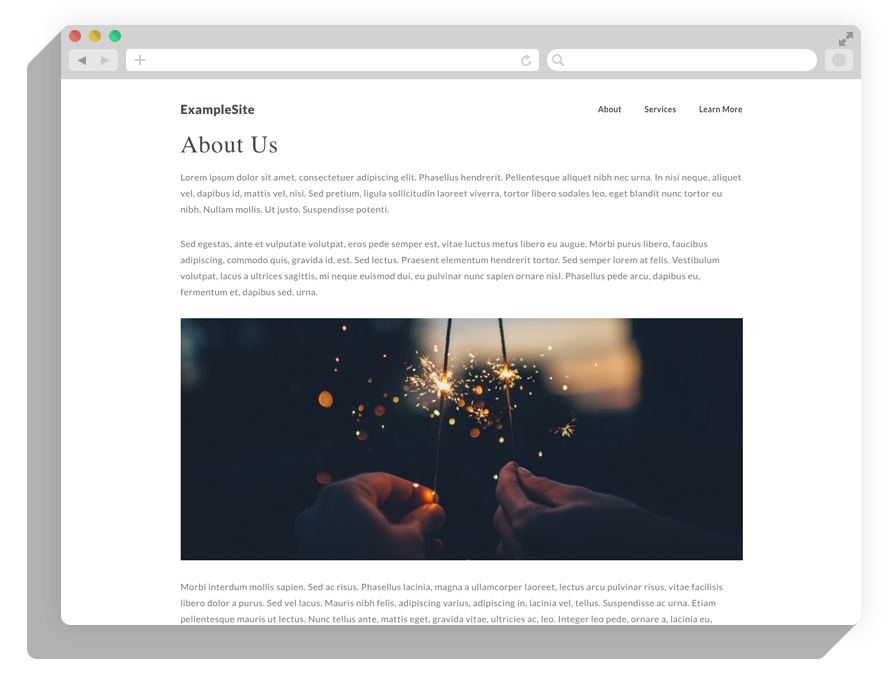 ExampleSite
About Services Learn More
About Us
Lorem ipsum dolor sit amet, consectetuer adipiscing elit. Phasellus hendrerit. Pellentesque aliquet nibh nec urna. In nisi neque, aliquet
vel, dapibus id, mattis vel, nisi. Sed pretium, ligula sollicitudin laoreet viverra, tortor libero sodales leo, eget blandit nunc tortor eu
nibh. Nullam mollis. Ut justo. Suspendisse potenti.
Sed egestas, ante et vulputate volutpat, eros pede semper est, vitae luctus metus libero eu augue. Morbi purus libero, faucibus
adipiscing, commodo quis, gravida id, est. Sed lectus. Praesent elementum hendrerit tortor. Sed semper lorem at felis. Vestibulum
volutpat, lacus a ultrices sagittis, mi neque euismod dui, eu pulvinar nunc sapien ornare nisl. Phasellus pede arcu, dapibus eu,
fermentum et, dapibus sed, urna.
Morbi interdum mollis sapien. Sed ac risus. Phasellus lacinia, magna a ullamcorper laoreet, lectus arcu pulvinar risus, vitae facilisis
libero dolor a purus. Sed vel lacus. Mauris nibh felis, adipiscing varius, adipiscing in, lacinia vel, tellus. Suspendisse ac urna. Etiam
pellentesque mauris ut lectus. Nunc tellus ante, mattis eget, gravida vitae, ultricies ac, leo. Integer leo pede, ornare a, lacinia eu,